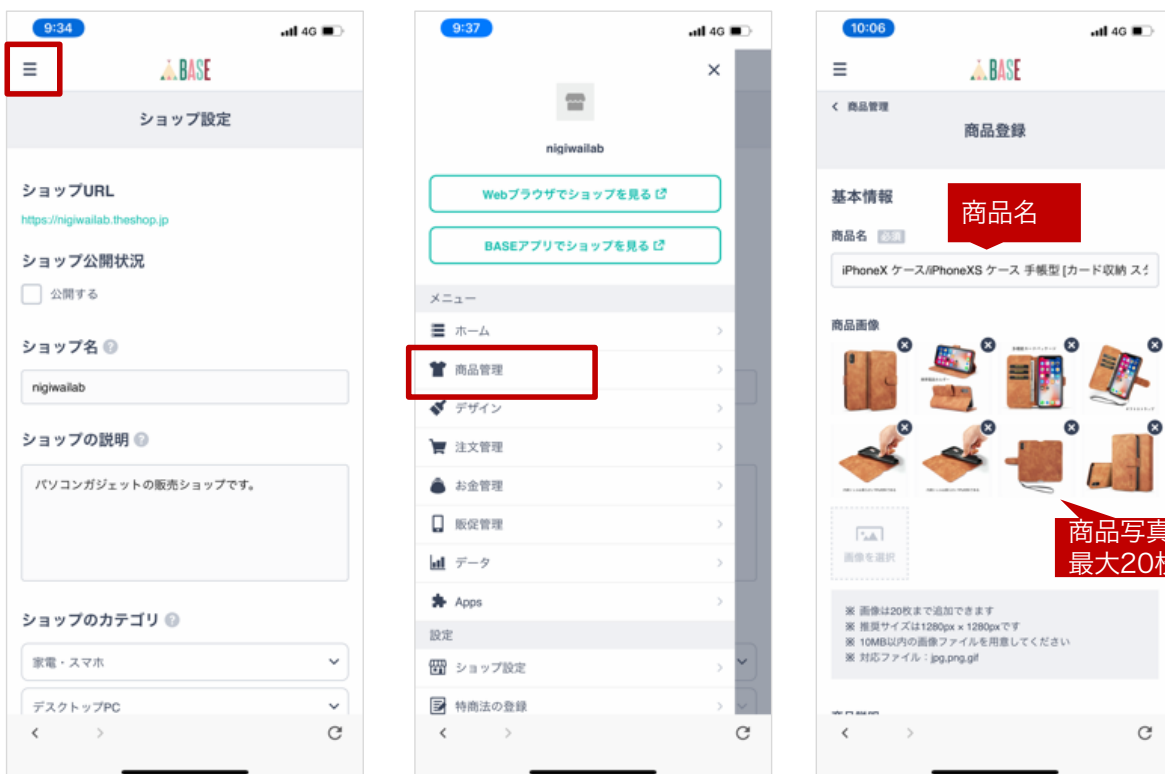 9:34
4G
BASE
ショップ設定
ショップURL
https://nigiwailab.theshop.jp
ショップ公開状況
公開する
ショップ名
nigiwailab
ショップの説明
パソコンガジェットの販売ショップです。
ショップのカテゴリ
家電・スマホ
デスクトップPC
9:37
4G
nigiwailab
Webブラウザでショップを見る
BASEアプリでショップを見る
メニュー
ホーム
商品管理
デザイン
注文管理
お金管理
販促管理
データ
Apps
設定
ショップ設定
特商法の登録
10:06
4G
BASE
商品管理
商品登録
基本情報
商品名
商品名 必須
iPhoneX ケース/iPhoneXS ケース 手帳型 [カード収納 ス
商品画像
商品写真
最大20枚
画像を選択
※ 画像は20枚まで追加できます
※ 推奨サイズは1280px × 1280pxです
※ 10MB以内の画像ファイルを用意してください
※ 対応ファイル：jpg,png,gif